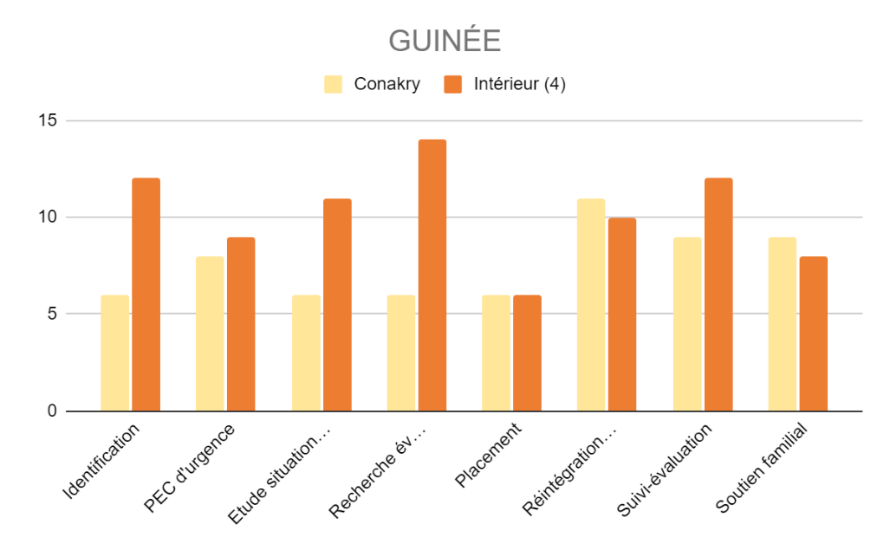 GUINÉE
Conakry
Intérieur (4)
15
10
5
0
Identification
PEC d'urgence
Etude situation…
Recherche év…
Placement
Réintégration…
Suivi-évaluation
Soutien familial